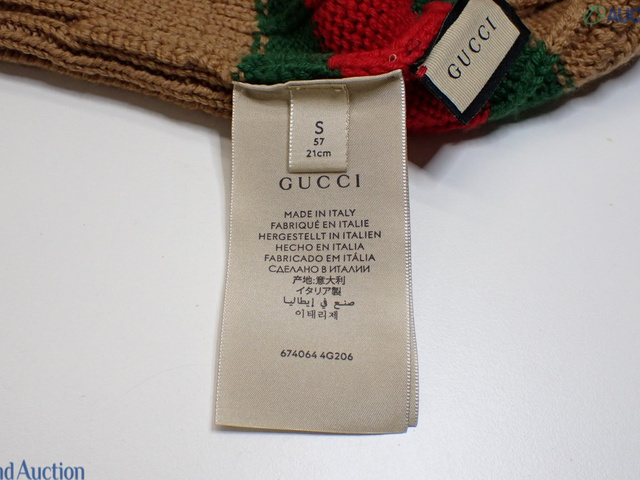 GUCCI
S
57
21cm
GUCCI
MADE IN ITALY
FABRIQUÉ EN ITALIE
HERGESTELLT IN ITALIEN
HECHO EN ITALIA
FABRICADO EM ITÁLIA
СДЕЛАНО В ИТАЛИИ
产地:意大利
イタリア製
صنع في إيطاليا
이태리제
674064 4G206
nd Auction